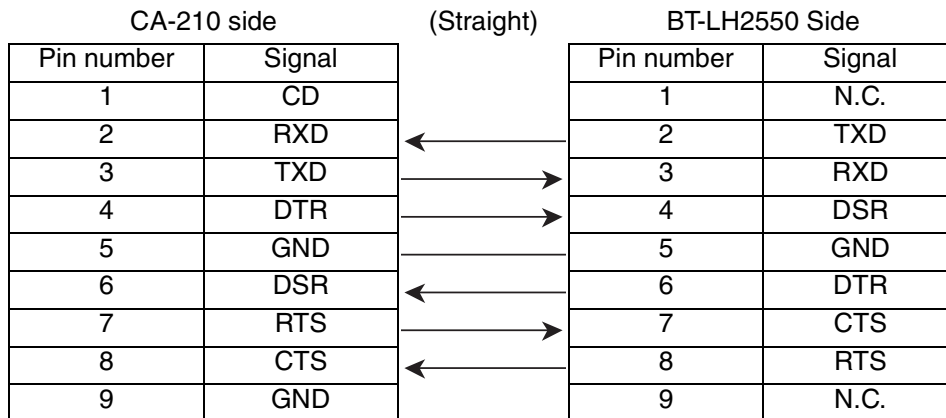 CA-210 side (Straight) BT-LH2550 Side
Pin number Signal Pin number Signal
1 CD 1 N.C.
2 RXD 2 TXD
3 TXD 3 RXD
4 DTR 4 DSR
5 GND 5 GND
6 DSR 6 DTR
7 RTS 7 CTS
8 CTS 8 RTS
9 GND 9 N.C.